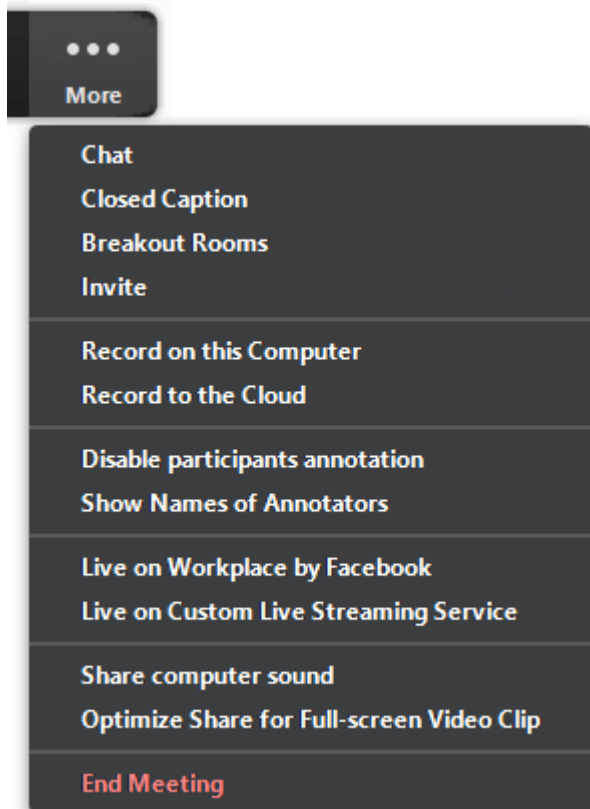 More
Chat
Closed Caption
Breakout Rooms
Invite
Record on this Computer
Record to the Cloud
Disable participants annotation
Show Names of Annotators
Live on Workplace by Facebook
Live on Custom Live Streaming Service
Share computer sound
Optimize Share for Full-screen Video Clip
End Meeting